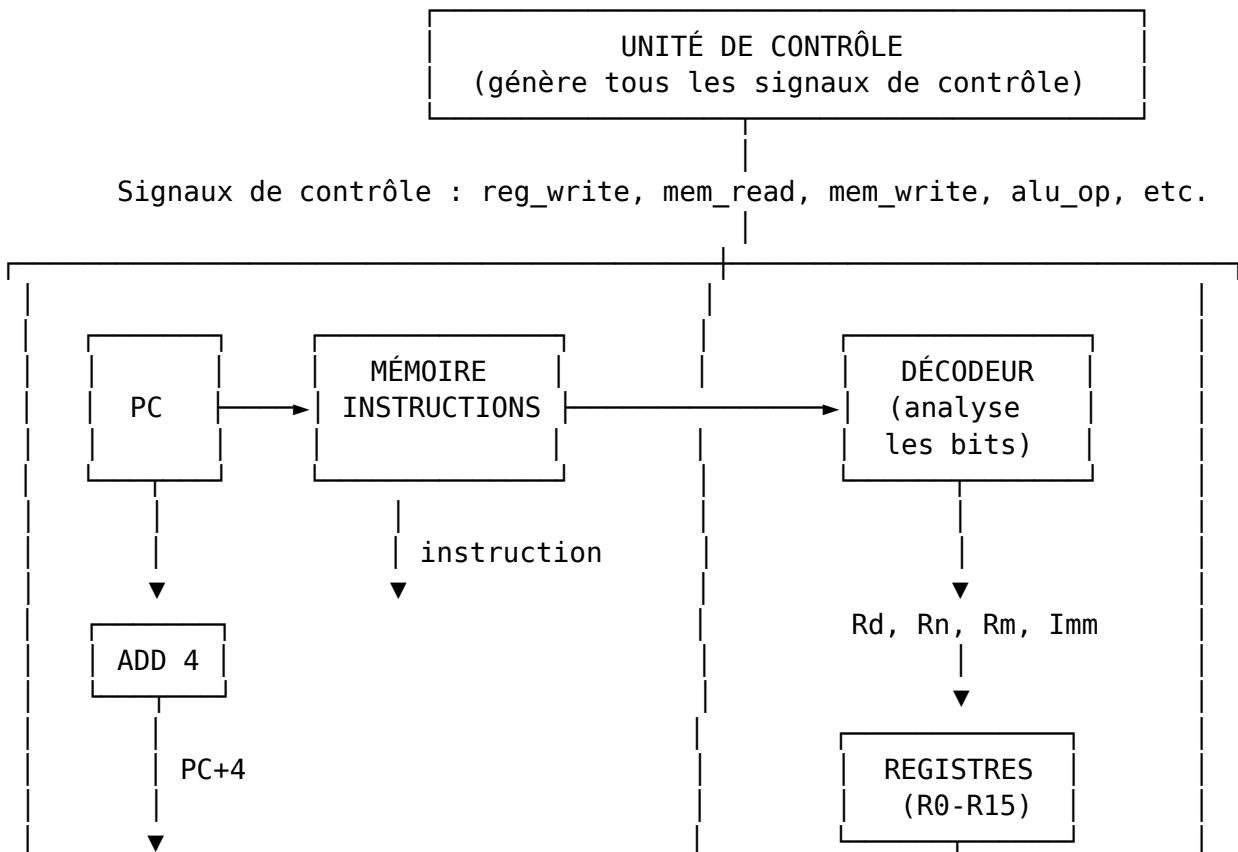 UNITÉ DE CONTRÔLE
(génère tous les signaux de contrôle)
Signaux de contrôle : reg_write, mem_read, mem_write, alu_op, etc.
PC
MÉMOIRE
INSTRUCTIONS
DÉCODEUR
(analyse
les bits)
instruction
Rd, Rn, Rm, Imm
ADD 4
PC+4
REGISTRES
(R0-R15)